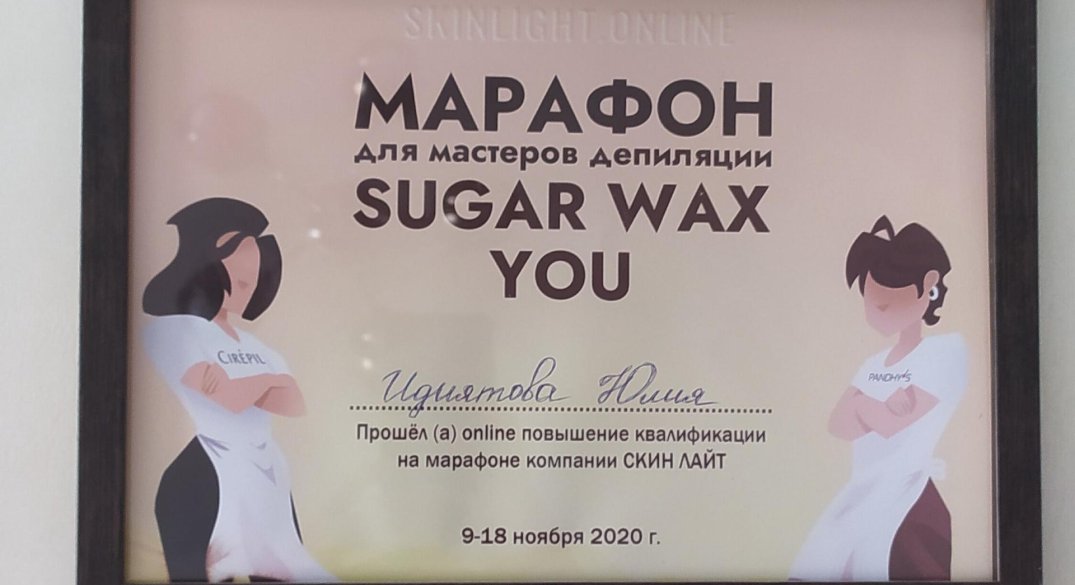 SKINLIGHT.ONLINE
МАРАФОН
для мастеров депиляции
SUGAR WAX
YOU
CIRÉPIL
PANDHY'S
Идиятова Юлия
Прошёл (а) online повышение квалификации
на марафоне компании СКИН ЛАЙТ
9-18 ноября 2020 г.